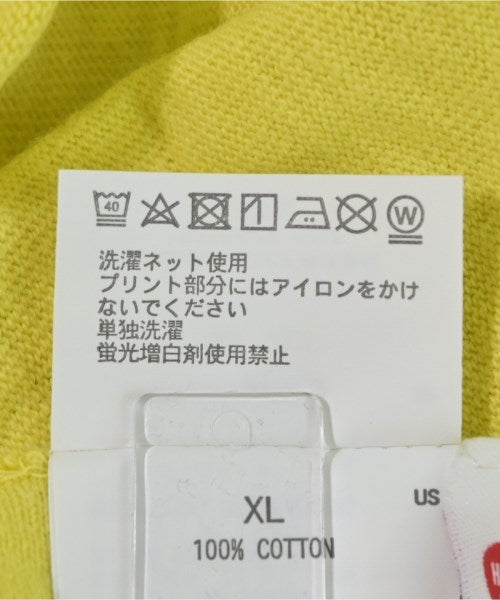 40 W
洗濯ネット使用
プリント部分にはアイロンをかけ
ないでください
単独洗濯
蛍光増白剤使用禁止
XL
US
100% COTTON
H